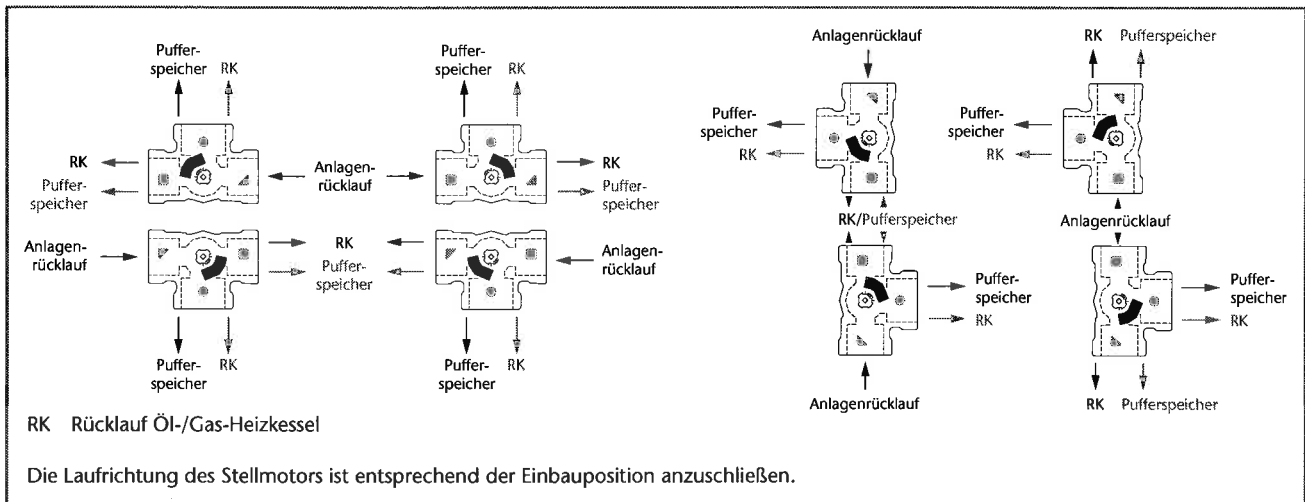 Puffer-
speicher RK
Puffer-
speicher RK
RK
Puffer-
speicher
Anlagen-
rücklauf
RK
Puffer-
speicher
Anlagen-
rücklauf
RK
Puffer-
speicher
Anlagen-
rücklauf
Puffer-
speicher RK
Puffer-
speicher RK
Anlagenrücklauf
RK Pufferspeicher
Puffer-
speicher
RK
Puffer-
speicher
RK
RK/Pufferspeicher
Anlagenrücklauf
Puffer-
speicher
RK
Puffer-
speicher
RK
Anlagenrücklauf
RK Pufferspeicher
RK Rücklauf Öl-/Gas-Heizkessel
Die Laufrichtung des Stellmotors ist entsprechend der Einbauposition anzuschließen.